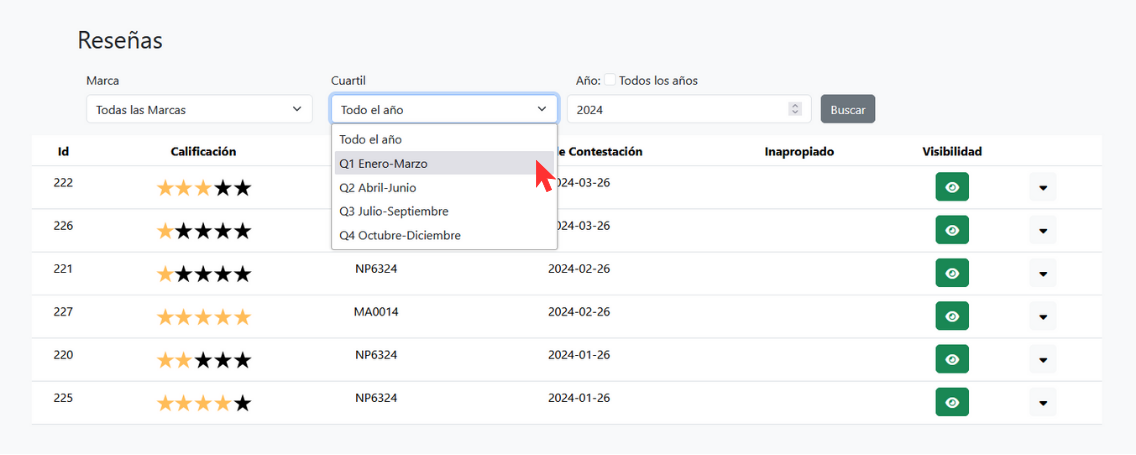 Reseñas
Marca Cuartil Año: Todos los años
Todas las Marcas Todo el año 2024 Buscar
Todo el año
Q1 Enero-Marzo
Q2 Abril-Junio
Q3 Julio-Septiembre
Q4 Octubre-Diciembre
Id Calificación Contestación Inapropiado Visibilidad
222 2024-03-26
226 2024-03-26
221 NP6324 2024-02-26
227 MA0014 2024-02-26
220 NP6324 2024-01-26
225 NP6324 2024-01-26